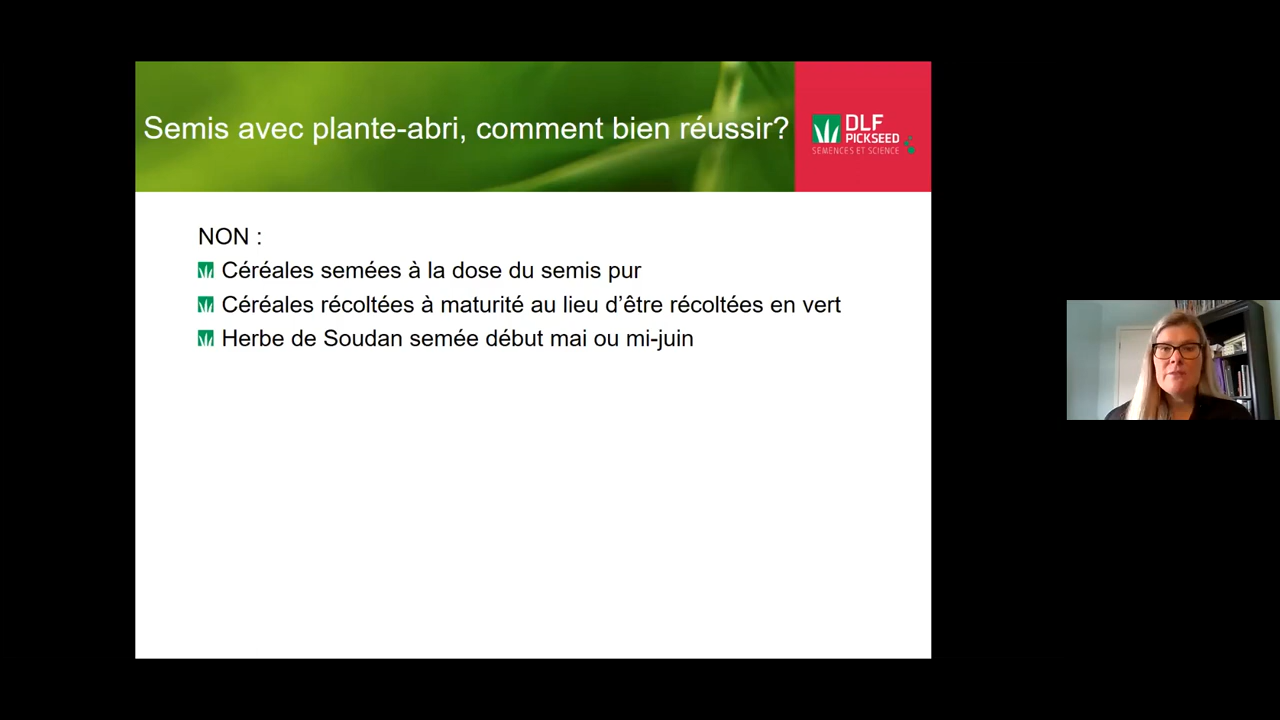 Semis avec plante-abri, comment bien réussir?
DLF
PICKSEED
SEMENCES ET SCIENCE
NON :
Céréales semées à la dose du semis pur
Céréales récoltées à maturité au lieu d’être récoltées en vert
Herbe de Soudan semée début mai ou mi-juin